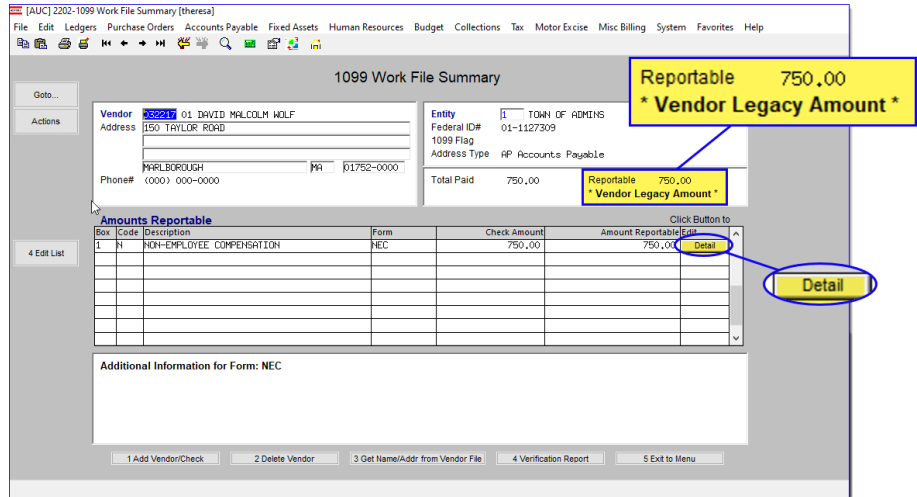 [AUC] 2202-1099 Work File Summary [theresa]
File Edit Ledgers Purchase Orders Accounts Payable Fixed Assets Human Resources Budget Collections Tax Motor Excise Misc Billing System Favorites Help
1099 Work File Summary
Reportable 750.00
* Vendor Legacy Amount *
Goto...
Actions
Vendor 032217 01 DAVID MALCOLM WOLF
Address 150 TAYLOR ROAD
MARLBOROUGH MA 01752-0000
Phone# (000) 000-0000
Entity 1 TOWN OF ADMINS
Federal ID# 01-1127309
1099 Flag
Address Type AP Accounts Payable
Total Paid 750.00 Reportable 750.00
* Vendor Legacy Amount *
Amounts Reportable Click Button to
Box Code Description Form Check Amount Amount Reportable Edit
1 N NON-EMPLOYEE COMPENSATION NEC 750.00 750.00 Detail
4 Edit List
Detail
Additional Information for Form: NEC
1 Add Vendor/Check 2 Delete Vendor 3 Get Name/Addr from Vendor File 4 Verification Report 5 Exit to Menu